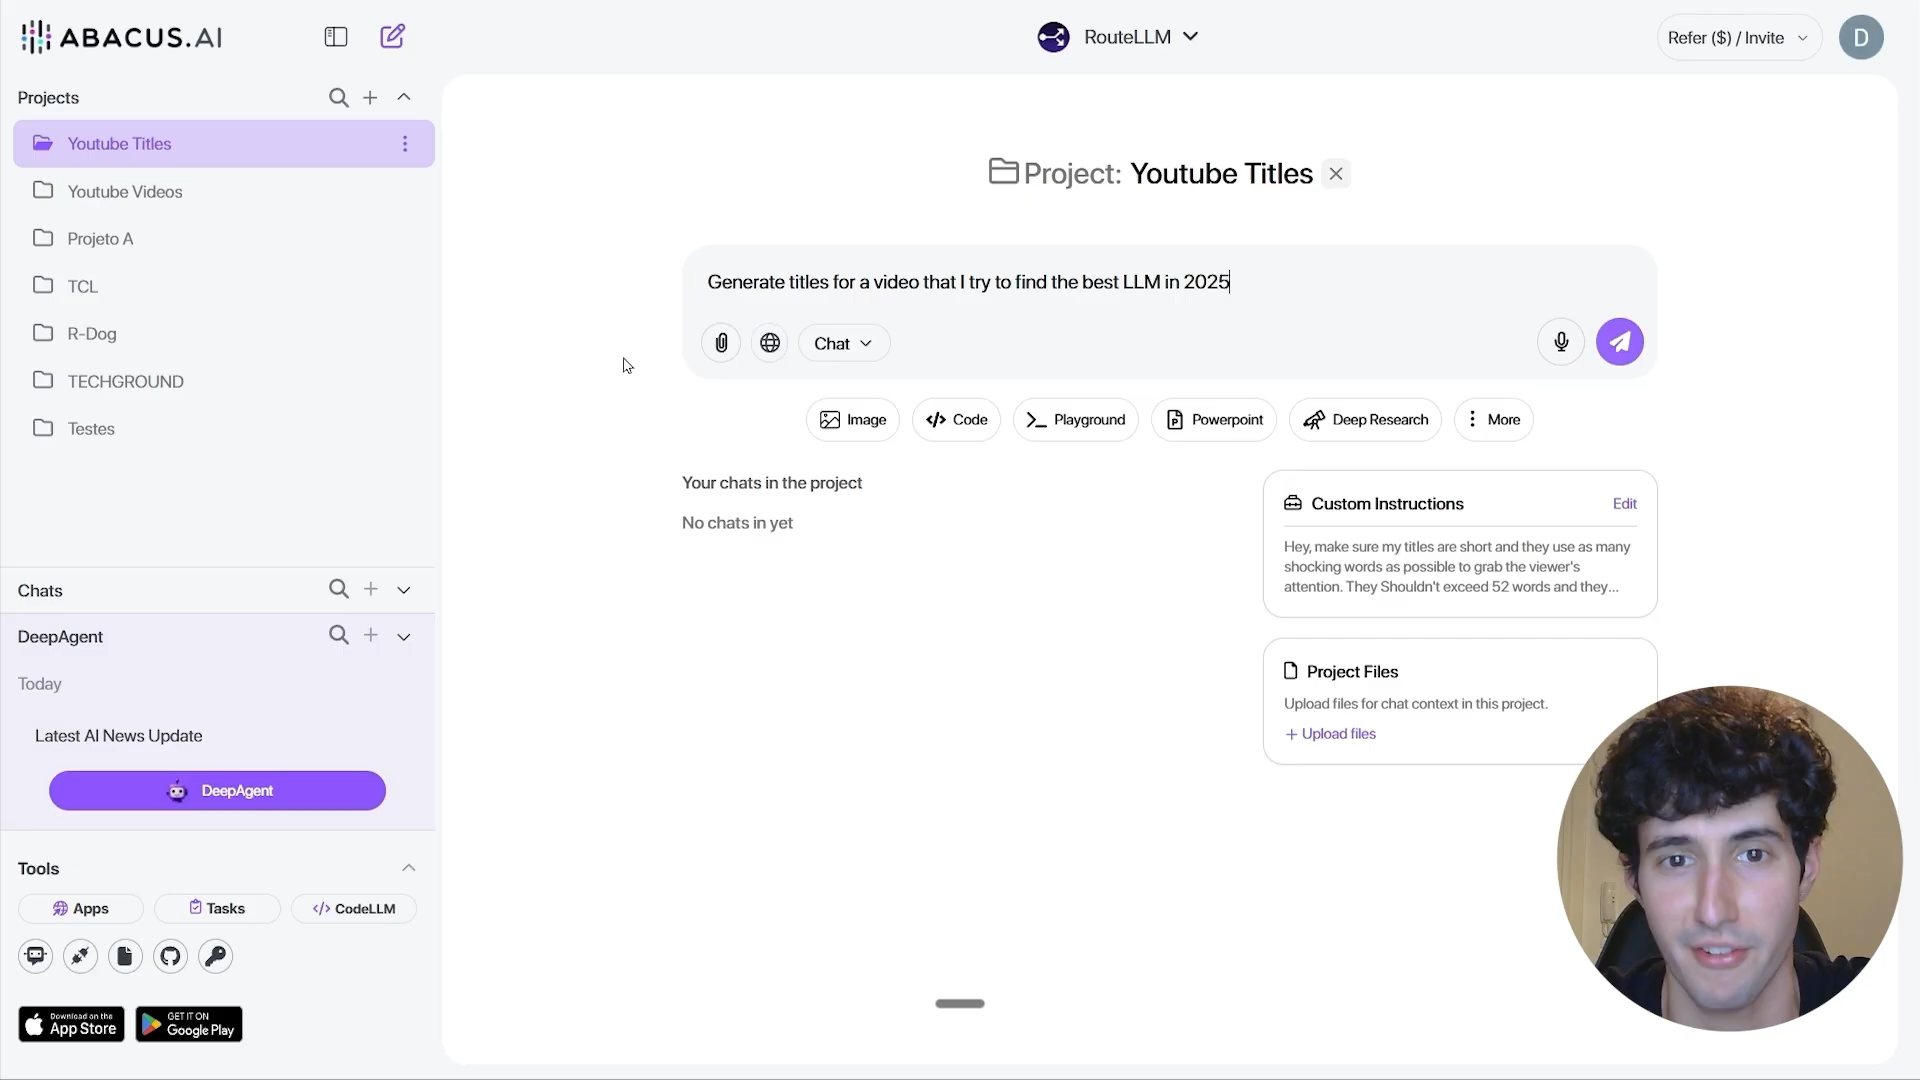 ABACUS.AI
RouteLLM
Refer ($) / Invite
D
Projects
Youtube Titles
Youtube Videos
Projeto A
TCL
R-Dog
TECHGROUND
Testes
Chats
DeepAgent
Today
Latest AI News Update
DeepAgent
Tools
Apps
Tasks
</> CodeLLM
Download on the
App Store
GET IT ON
Google Play
Project: Youtube Titles
Generate titles for a video that I try to find the best LLM in 2025
Chat
Image
</> Code
Playground
Powerpoint
Deep Research
More
Your chats in the project
No chats in yet
Custom Instructions
Edit
Hey, make sure my titles are short and they use as many
shocking words as possible to grab the viewer's
attention. They Shouldn't exceed 52 words and they...
Project Files
Upload files for chat context in this project.
+ Upload files